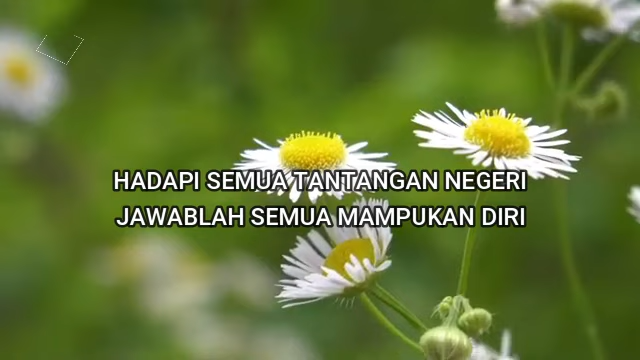 HADAPI SEMUA TANTANGAN NEGERI
JAWABLAH SEMUA MAMPUKAN DIRI